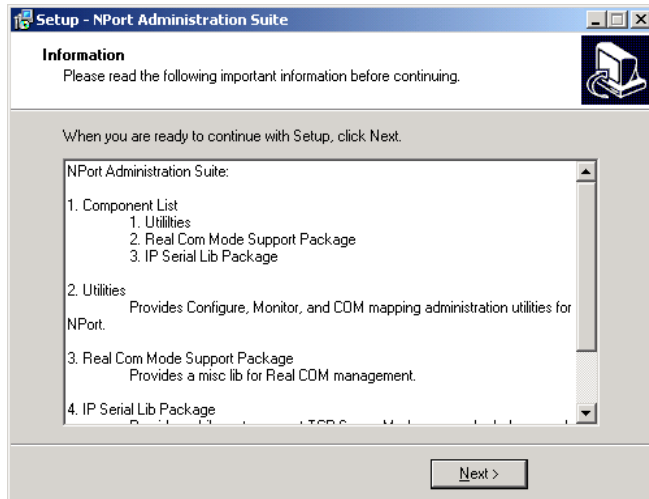 Setup - NPort Administration Suite
Information
Please read the following important information before continuing.
When you are ready to continue with Setup, click Next.
NPort Administration Suite:
1. Component List
1. Utililties
2. Real Com Mode Support Package
3. IP Serial Lib Package
2. Utilities
Provides Configure, Monitor, and COM mapping administration utilities for
NPort.
3. Real Com Mode Support Package
Provides a misc lib for Real COM management.
4. IP Serial Lib Package
Next >